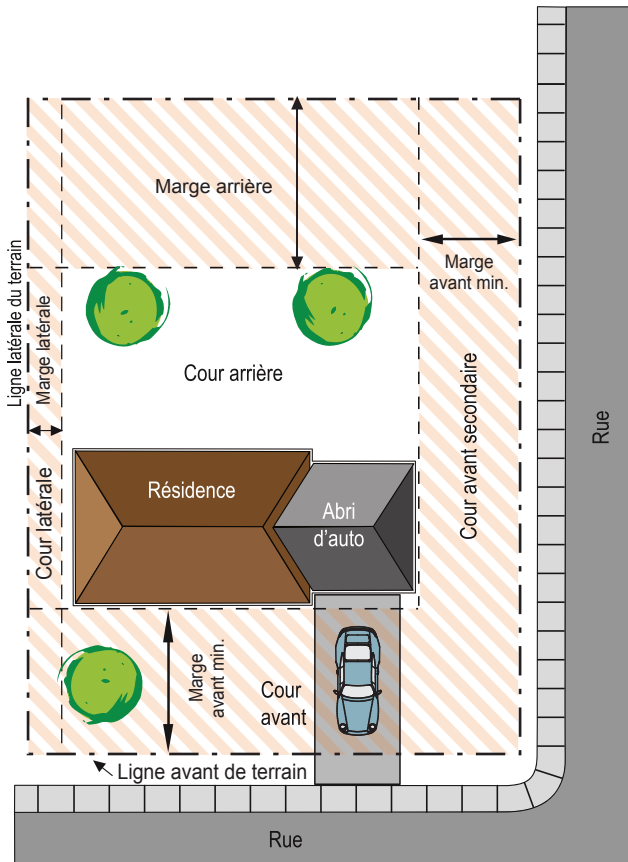 Marge arrière
Marge
avant min.
Ligne latérale du terrain
Marge latérale
Cour arrière
Cour avant secondaire
Rue
Cour latérale
Résidence
Abri
d'auto
Marge
avant min.
Cour
avant
Ligne avant de terrain
Rue